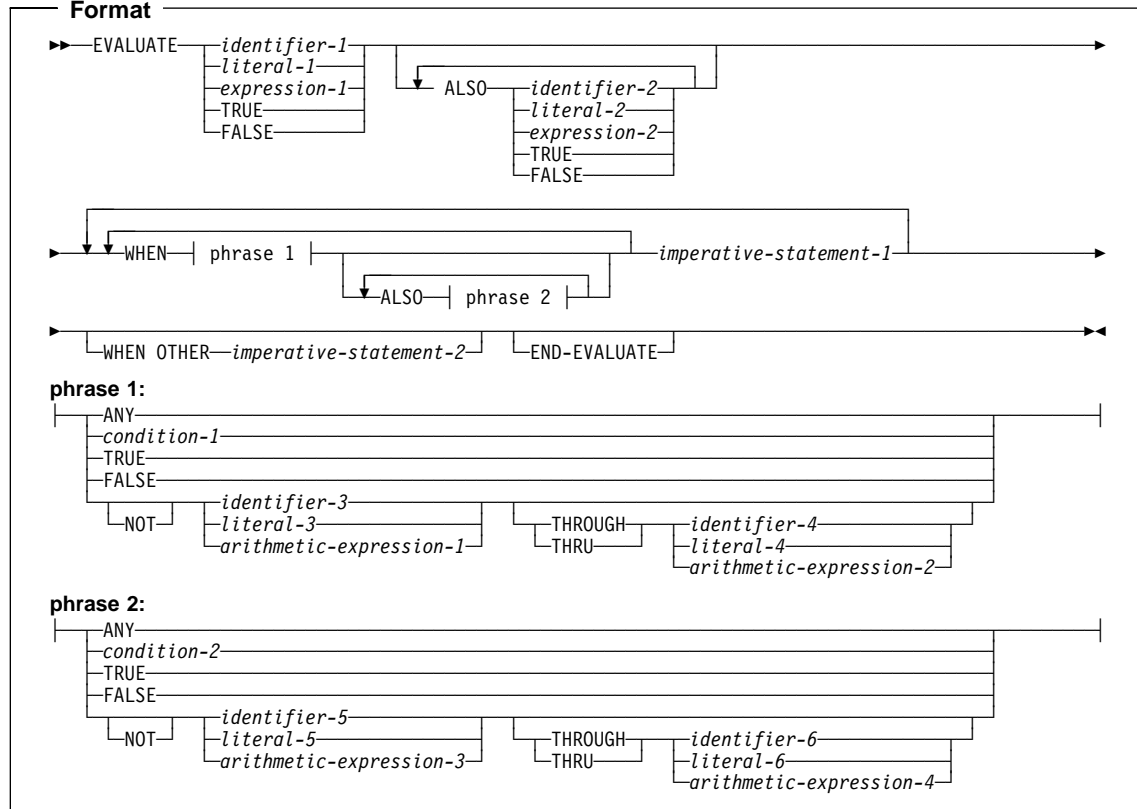 Format
EVALUATE identifier-1
literal-1
expression-1
TRUE
FALSE
ALSO identifier-2
literal-2
expression-2
TRUE
FALSE
WHEN phrase 1 imperative-statement-1
ALSO phrase 2
WHEN OTHER imperative-statement-2 END-EVALUATE
phrase 1:
ANY
condition-1
TRUE
FALSE
NOT identifier-3
literal-3
arithmetic-expression-1
THROUGH identifier-4
THRU literal-4
arithmetic-expression-2
phrase 2:
ANY
condition-2
TRUE
FALSE
NOT identifier-5
literal-5
arithmetic-expression-3
THROUGH identifier-6
THRU literal-6
arithmetic-expression-4